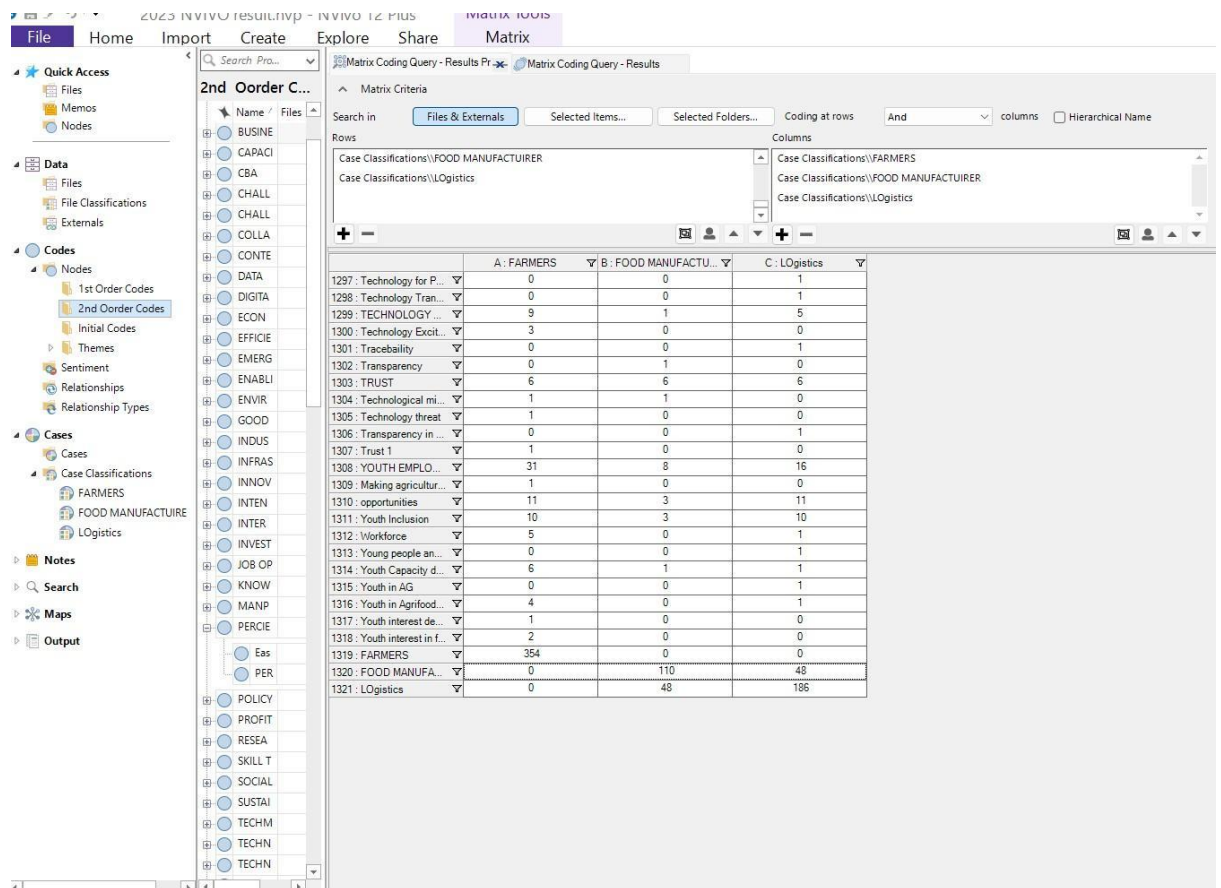 2023 NVIVO result.nvp - NVivo 12 Plus
Matrix Tools
File Home Import Create Explore Share Matrix
Quick Access
Files
Memos
Nodes
Data
Files
File Classifications
Externals
Codes
Nodes
1st Order Codes
2nd Oorder Codes
Initial Codes
Themes
Sentiment
Relationships
Relationship Types
Cases
Cases
Case Classifications
FARMERS
FOOD MANUFACTUIRE
LOgistics
Notes
Search
Maps
Output
Search Pro...
2nd Oorder C...
Name Files
BUSINE
CAPACI
CBA
CHALL
CHALL
COLLA
CONTE
DATA
DIGITA
ECON
EFFICIE
EMERG
ENABLI
ENVIR
GOOD
INDUS
INFRAS
INNOV
INTEN
INTER
INVEST
JOB OP
KNOW
MANP
PERCIE
Eas
PER
POLICY
PROFIT
RESEA
SKILL T
SOCIAL
SUSTAI
TECHM
TECHN
TECHN
Matrix Coding Query - Results Pr
Matrix Coding Query - Results
Matrix Criteria
Search in Files & Externals Selected Items... Selected Folders... Coding at rows And columns Hierarchical Name
Rows
Case Classifications\\FOOD MANUFACTUIRER
Case Classifications\\LOgistics
Columns
Case Classifications\\FARMERS
Case Classifications\\FOOD MANUFACTUIRER
Case Classifications\\LOgistics
A : FARMERS B : FOOD MANUFACTU... C : LOgistics
1297 : Technology for P... 0 0 1
1298 : Technology Tran... 0 0 1
1299 : TECHNOLOGY ... 9 1 5
1300 : Technology Excit... 3 0 0
1301 : Tracebaility 0 0 1
1302 : Transparency 0 1 0
1303 : TRUST 6 6 6
1304 : Technological mi... 1 1 0
1305 : Technology threat 1 0 0
1306 : Transparency in ... 0 0 1
1307 : Trust 1 1 0 0
1308 : YOUTH EMPLO... 31 8 16
1309 : Making agricultur... 1 0 0
1310 : opportunities 11 3 11
1311 : Youth Inclusion 10 3 10
1312 : Workforce 5 0 1
1313 : Young people an... 0 0 1
1314 : Youth Capacity d... 6 1 1
1315 : Youth in AG 0 0 1
1316 : Youth in Agrifood... 4 0 1
1317 : Youth interest de... 1 0 0
1318 : Youth interest in f... 2 0 0
1319 : FARMERS 354 0 0
1320 : FOOD MANUFA... 0 110 48
1321 : LOgistics 0 48 186